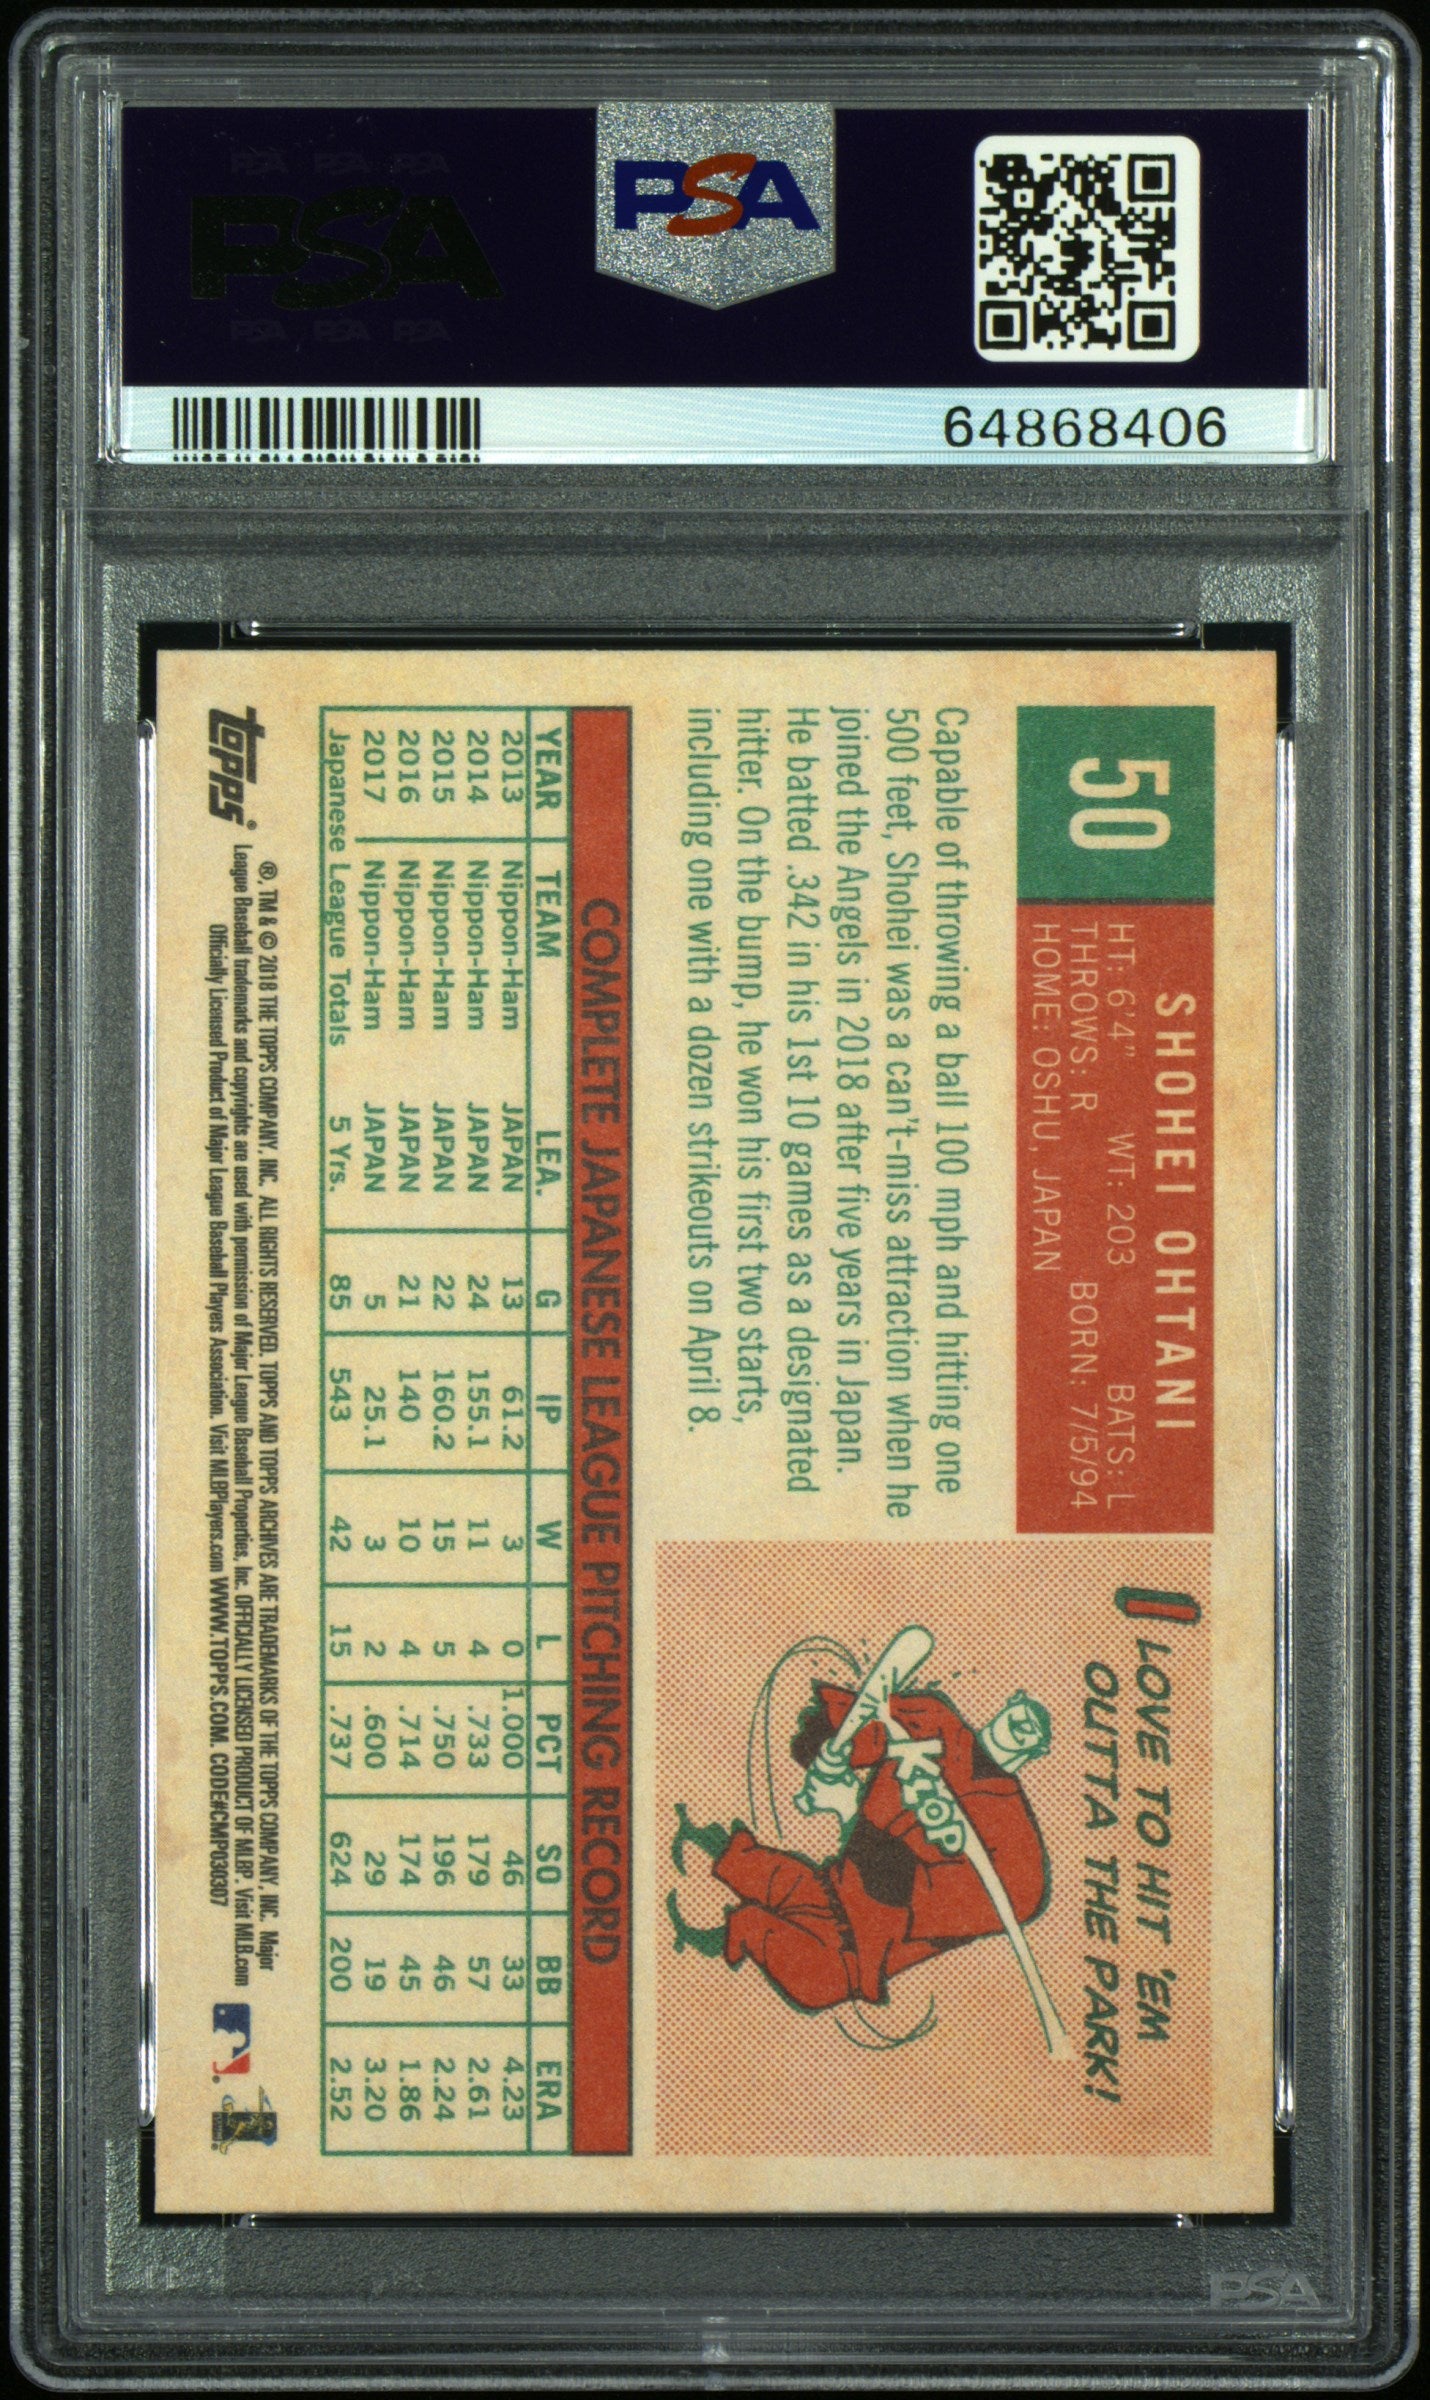 PSA PSA PSA
PSA
PSA PSA PSA
PSA
64868406
50
SHOHEI OHTANI
HT: 6'4" WT: 203 BATS: L
THROWS: R BORN: 7/5/94
HOME: OSHU, JAPAN
Capable of throwing a ball 100 mph and hitting one
500 feet, Shohei was a can't-miss attraction when he
joined the Angels in 2018 after five years in Japan.
He batted .342 in his 1st 10 games as a designated
hitter. On the bump, he won his first two starts,
including one with a dozen strikeouts on April 8.
I LOVE TO HIT 'EM
OUTTA THE PARK!
KLOP
COMPLETE JAPANESE LEAGUE PITCHING RECORD
YEAR TEAM LEA. G IP W L PCT SO BB ERA
2013 Nippon-Ham JAPAN 13 61.2 3 0 1.000 46 33 4.23
2014 Nippon-Ham JAPAN 24 155.1 11 4 .733 179 57 2.61
2015 Nippon-Ham JAPAN 22 160.2 15 5 .750 196 46 2.24
2016 Nippon-Ham JAPAN 21 140 10 4 .714 174 45 1.86
2017 Nippon-Ham JAPAN 5 25.1 3 2 .600 29 19 3.20
Japanese League Totals 5 Yrs. 85 543 42 15 .737 624 200 2.52
topps®
®, TM & © 2018 THE TOPPS COMPANY, INC. ALL RIGHTS RESERVED. TOPPS AND TOPPS ARCHIVES ARE TRADEMARKS OF THE TOPPS COMPANY, INC. Major
League Baseball trademarks and copyrights are used with permission of Major League Baseball Properties, Inc. OFFICIALLY LICENSED PRODUCT OF MLBP. Visit MLB.com
Officially Licensed Product of Major League Baseball Players Association. Visit MLBPlayers.com WWW.TOPPS.COM. CODE#CMP030307
PSA